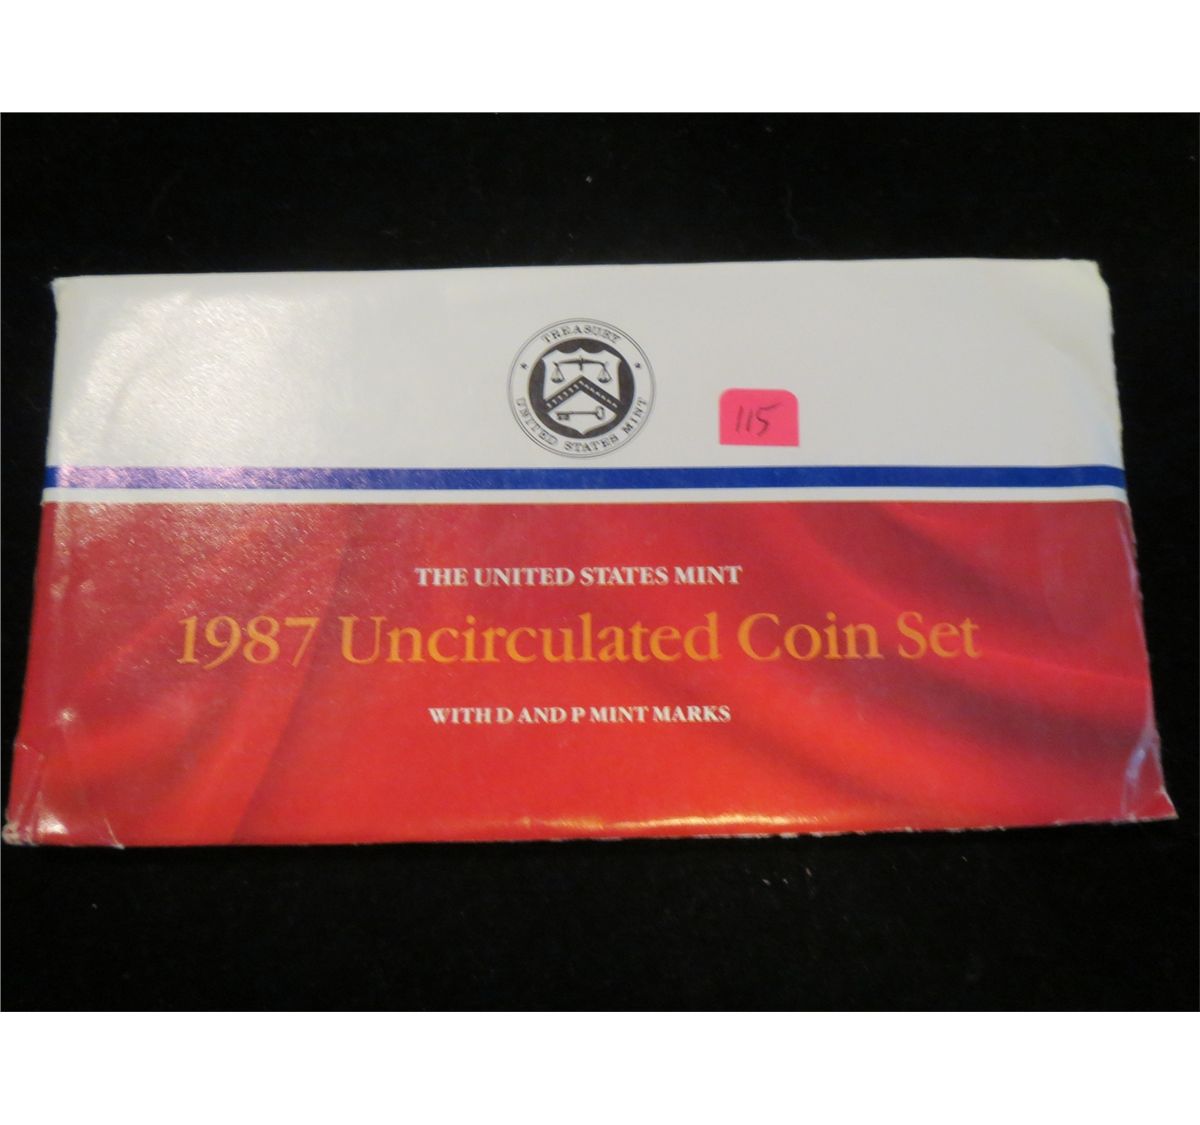 TREASURY
UNITED STATES MINT
115
THE UNITED STATES MINT
1987 Uncirculated Coin Set
WITH D AND P MINT MARKS